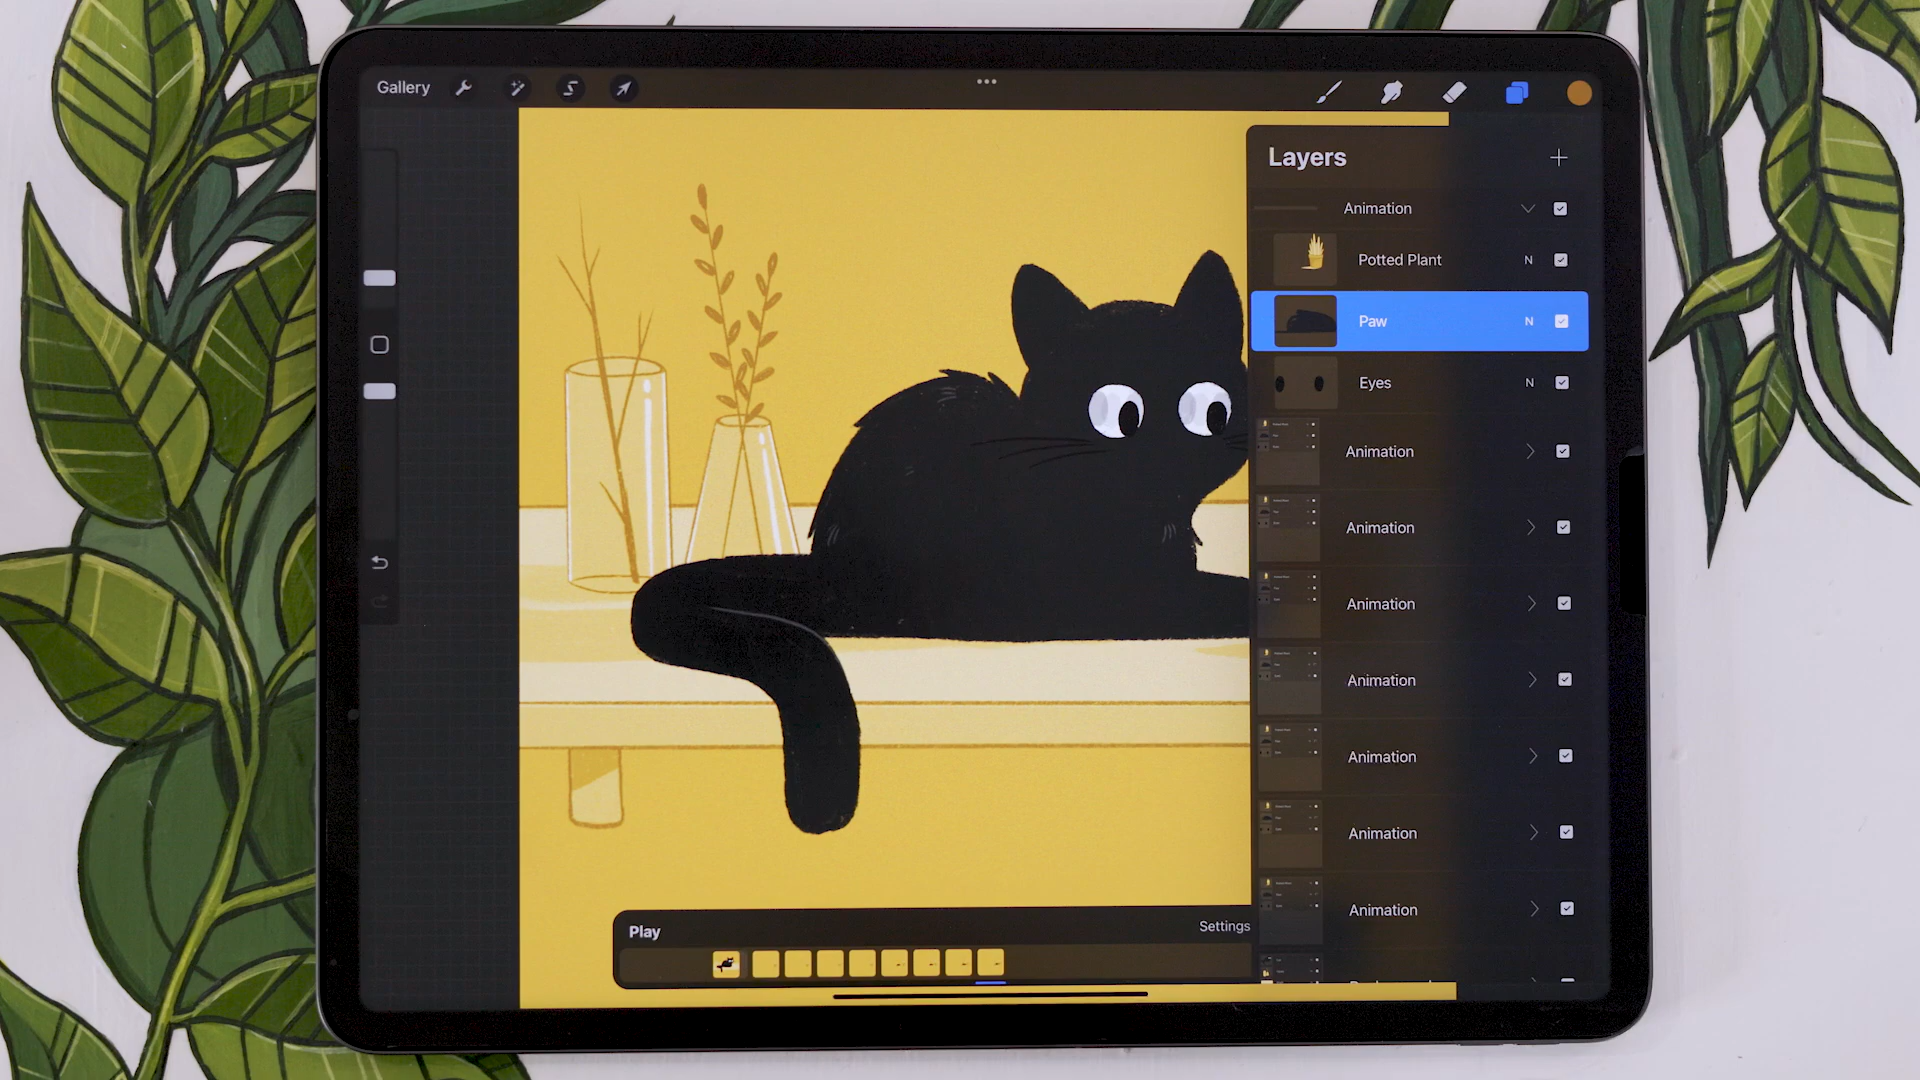 Gallery
Layers
Animation
Potted Plant N
Paw N
Eyes N
Animation
Animation
Animation
Animation
Animation
Animation
Animation
Play
Settings